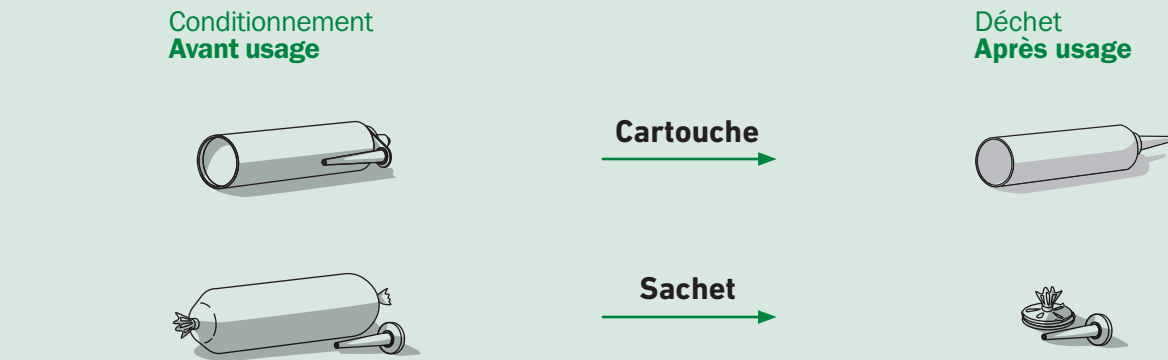 Conditionnement
Avant usage
Déchet
Après usage
Cartouche
Sachet